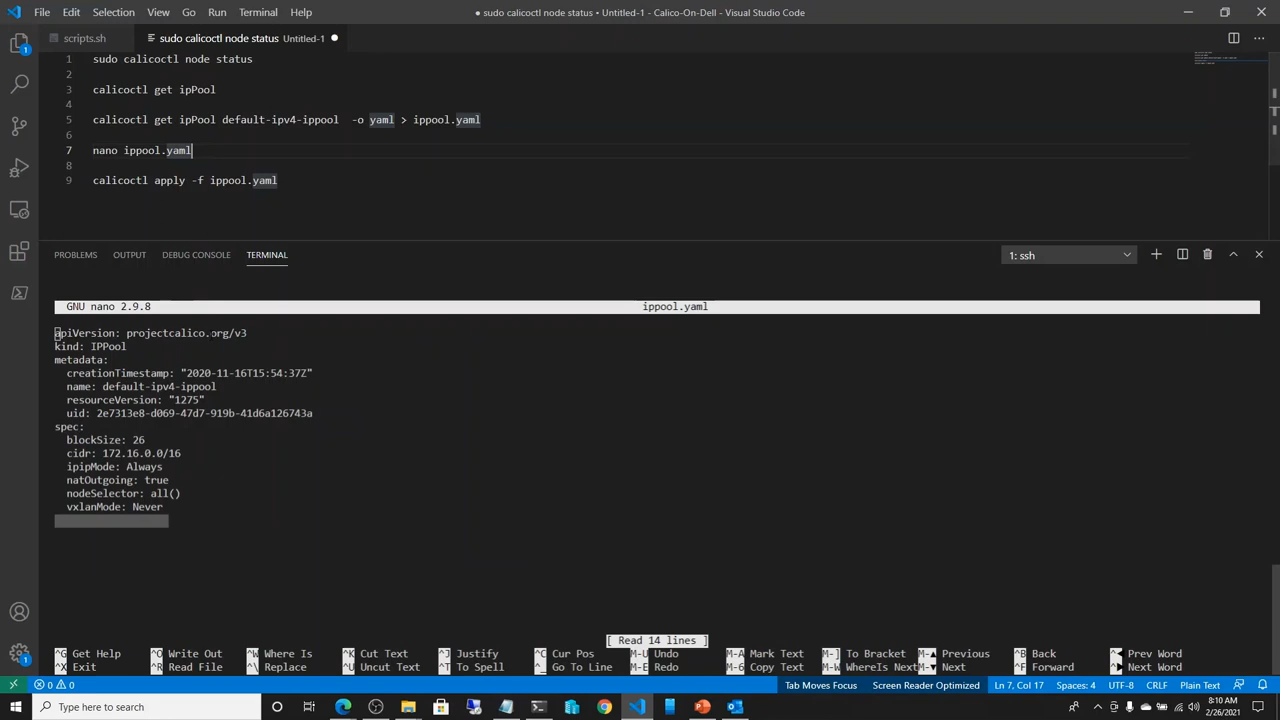 File Edit Selection View Go Run Terminal Help
● sudo calicoctl node status • Untitled-1 - Calico-On-Dell - Visual Studio Code
scripts.sh
sudo calicoctl node status Untitled-1 ●
1 sudo calicoctl node status
2
3 calicoctl get ipPool
4
5 calicoctl get ipPool default-ipv4-ippool  -o yaml > ippool.yaml
6
7 nano ippool.yaml
8
9 calicoctl apply -f ippool.yaml
PROBLEMS OUTPUT DEBUG CONSOLE TERMINAL
1: ssh
GNU nano 2.9.8 ippool.yaml
apiVersion: projectcalico.org/v3
kind: IPPool
metadata:
  creationTimestamp: "2020-11-16T15:54:37Z"
  name: default-ipv4-ippool
  resourceVersion: "1275"
  uid: 2e7313e8-d069-47d7-919b-41d6a126743a
spec:
  blockSize: 26
  cidr: 172.16.0.0/16
  ipipMode: Always
  natOutgoing: true
  nodeSelector: all()
  vxlanMode: Never
[ Read 14 lines ]
^G Get Help ^O Write Out ^W Where Is ^K Cut Text ^J Justify ^C Cur Pos M-U Undo M-A Mark Text M-] To Bracket M-▲ Previous ^B Back ^◀ Prev Word
^X Exit ^R Read File ^\ Replace ^U Uncut Text ^T To Spell ^_ Go To Line M-E Redo M-6 Copy Text M-W WhereIs Next M-▼ Next ^F Forward ^▶ Next Word
0 0 Tab Moves Focus Screen Reader Optimized Ln 7, Col 17 Spaces: 4 UTF-8 CRLF Plain Text
Type here to search
8:10 AM
2/26/2021